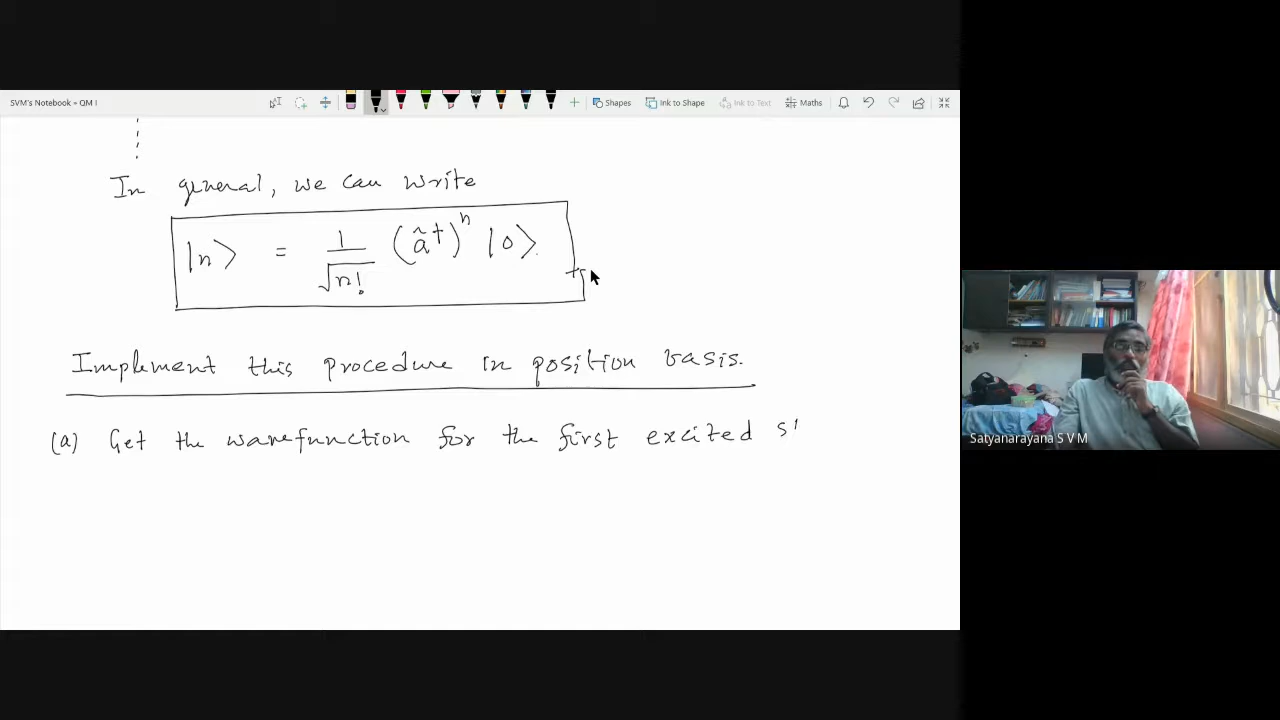 SVM's Notebook » QM I
Shapes Ink to Shape Ink to Text Maths
In general, we can write
|n> = 1/√n! (â†)ⁿ |0>.
Implement this procedure in position basis.
(a) Get the wavefunction for the first excited s
Satyanarayana S V M